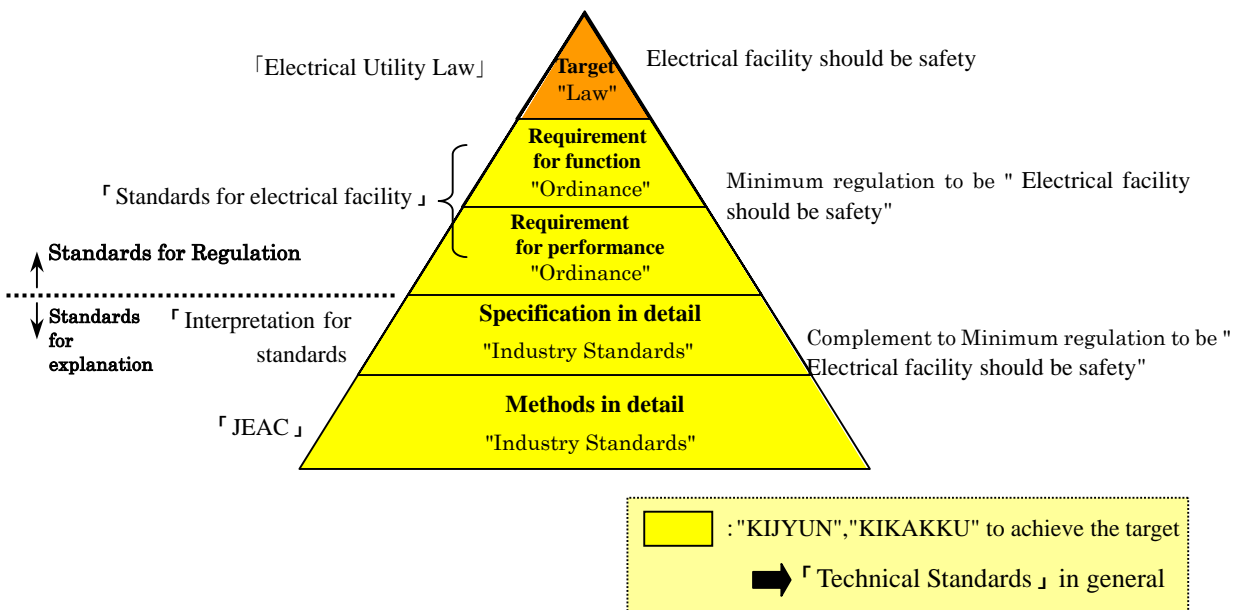 「Electrical Utility Law」
Target
"Law"
Electrical facility should be safety
Requirement
for function
"Ordinance"
「Standards for electrical facility」
Minimum regulation to be " Electrical facility
should be safety"
Requirement
for performance
"Ordinance"
Standards for Regulation
Standards
for
explanation
「Interpretation for
standards
Specification in detail
"Industry Standards"
Complement to Minimum regulation to be "
Electrical facility should be safety"
「JEAC」
Methods in detail
"Industry Standards"
: "KIJYUN","KIKAKKU" to achieve the target
「Technical Standards」in general